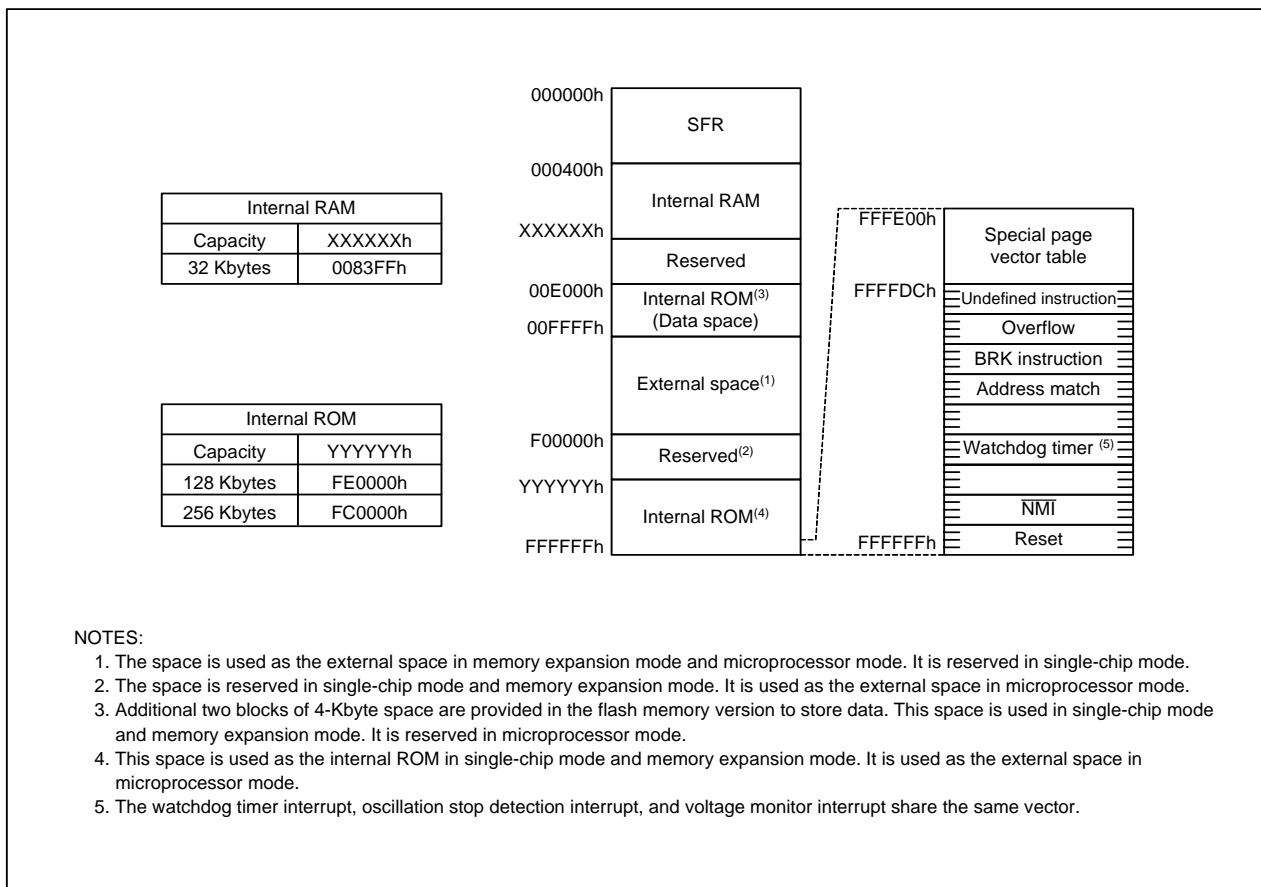 Internal RAM
Capacity XXXXXXh
32 Kbytes 0083FFh
Internal ROM
Capacity YYYYYYh
128 Kbytes FE0000h
256 Kbytes FC0000h
000000h
SFR
000400h
Internal RAM
XXXXXXh
Reserved
00E000h
Internal ROM(3)
(Data space)
00FFFFh
External space(1)
F00000h
Reserved(2)
YYYYYYh
Internal ROM(4)
FFFFFFh
FFFE00h
Special page
vector table
FFFFDCh
Undefined instruction
Overflow
BRK instruction
Address match
Watchdog timer (5)
NMI
Reset
FFFFFFh
NOTES:
1. The space is used as the external space in memory expansion mode and microprocessor mode. It is reserved in single-chip mode.
2. The space is reserved in single-chip mode and memory expansion mode. It is used as the external space in microprocessor mode.
3. Additional two blocks of 4-Kbyte space are provided in the flash memory version to store data. This space is used in single-chip mode
and memory expansion mode. It is reserved in microprocessor mode.
4. This space is used as the internal ROM in single-chip mode and memory expansion mode. It is used as the external space in
microprocessor mode.
5. The watchdog timer interrupt, oscillation stop detection interrupt, and voltage monitor interrupt share the same vector.